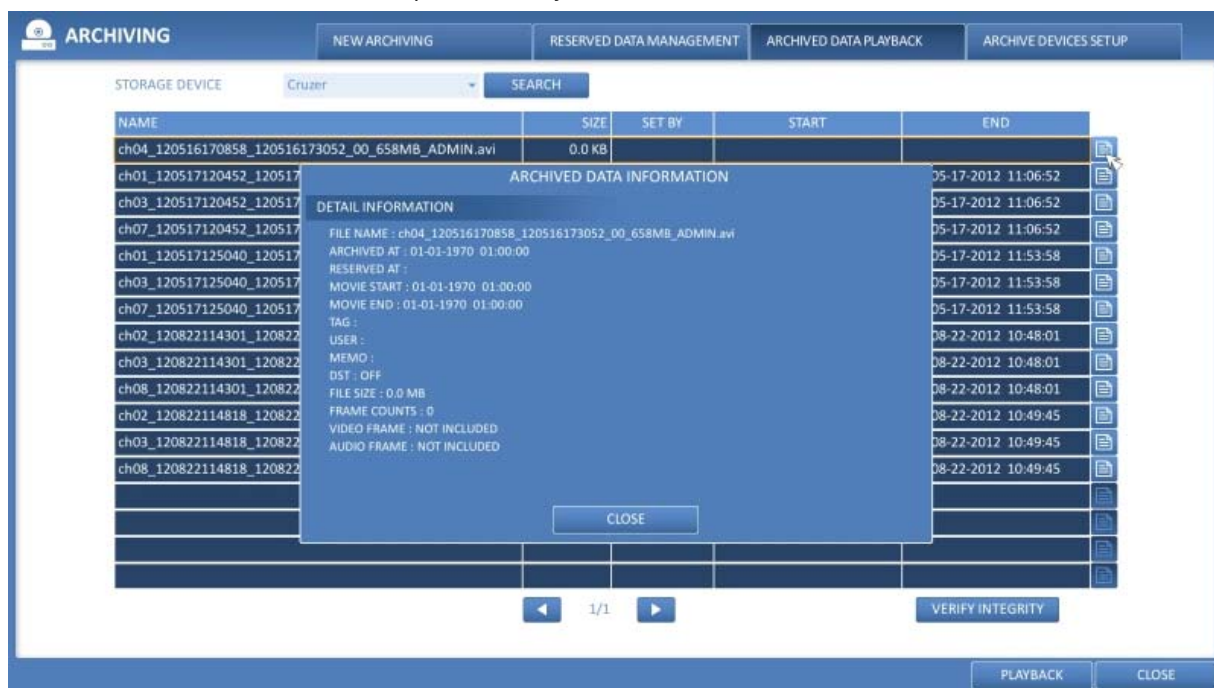 ARCHIVING
NEW ARCHIVING
RESERVED DATA MANAGEMENT
ARCHIVED DATA PLAYBACK
ARCHIVE DEVICES SETUP
STORAGE DEVICE
Cruzer
SEARCH
NAME SIZE SET BY START END
ch04_120516170858_120516173052_00_658MB_ADMIN.avi 0.0 KB
ch01_120517120452_120517 05-17-2012 11:06:52
ch03_120517120452_120517 05-17-2012 11:06:52
ch07_120517120452_120517 05-17-2012 11:06:52
ch01_120517125040_120517 05-17-2012 11:53:58
ch03_120517125040_120517 05-17-2012 11:53:58
ch07_120517125040_120517 05-17-2012 11:53:58
ch02_120822114301_120822 08-22-2012 10:48:01
ch03_120822114301_120822 08-22-2012 10:48:01
ch08_120822114301_120822 08-22-2012 10:48:01
ch02_120822114818_120822 08-22-2012 10:49:45
ch03_120822114818_120822 08-22-2012 10:49:45
ch08_120822114818_120822 08-22-2012 10:49:45
ARCHIVED DATA INFORMATION
DETAIL INFORMATION
FILE NAME : ch04_120516170858_120516173052_00_658MB_ADMIN.avi
ARCHIVED AT : 01-01-1970 01:00:00
RESERVED AT :
MOVIE START : 01-01-1970 01:00:00
MOVIE END : 01-01-1970 01:00:00
TAG :
USER :
MEMO :
DST : OFF
FILE SIZE : 0.0 MB
FRAME COUNTS : 0
VIDEO FRAME : NOT INCLUDED
AUDIO FRAME : NOT INCLUDED
CLOSE
1/1
VERIFY INTEGRITY
PLAYBACK
CLOSE